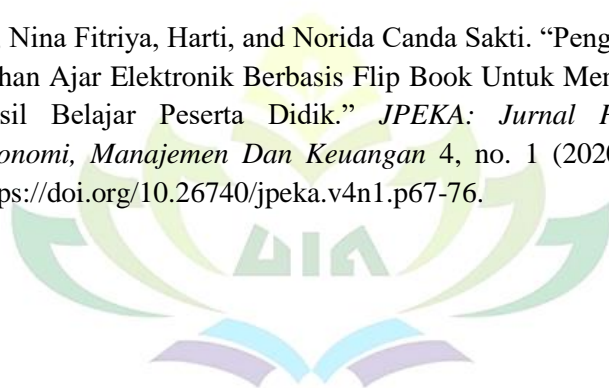 Nina Fitriya, Harti, and Norida Canda Sakti. “Peng
han Ajar Elektronik Berbasis Flip Book Untuk Men
sil Belajar Peserta Didik.” JPEKA: Jurnal P
onomi, Manajemen Dan Keuangan 4, no. 1 (2020
ps://doi.org/10.26740/jpeka.v4n1.p67-76.
UIN